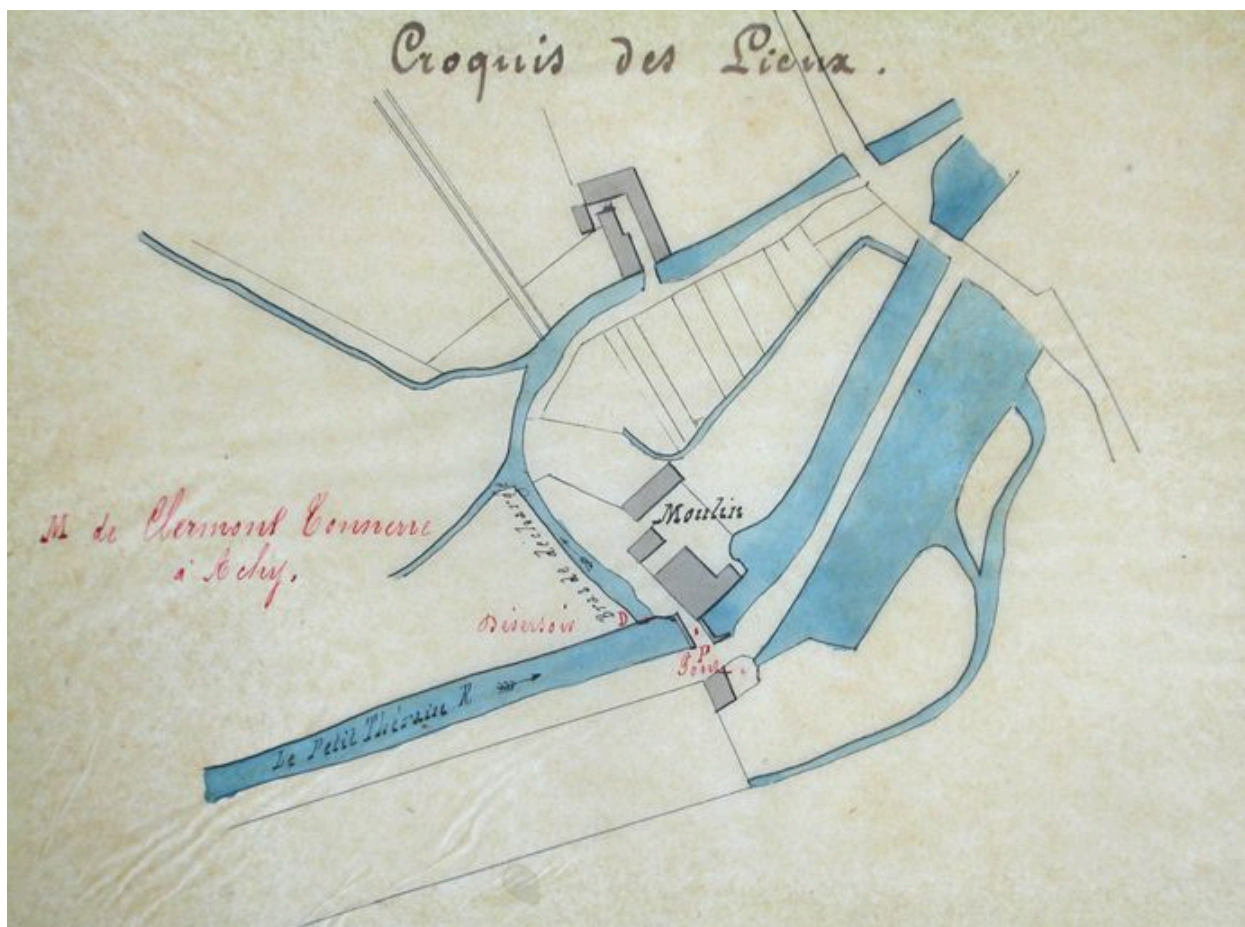 Croquis des Lieux.
M de Clermont Tonnerre
à Achy.
Moulin
Bras de décharge
Déversoir
D
P
Pont.
Le Petit Thérain R